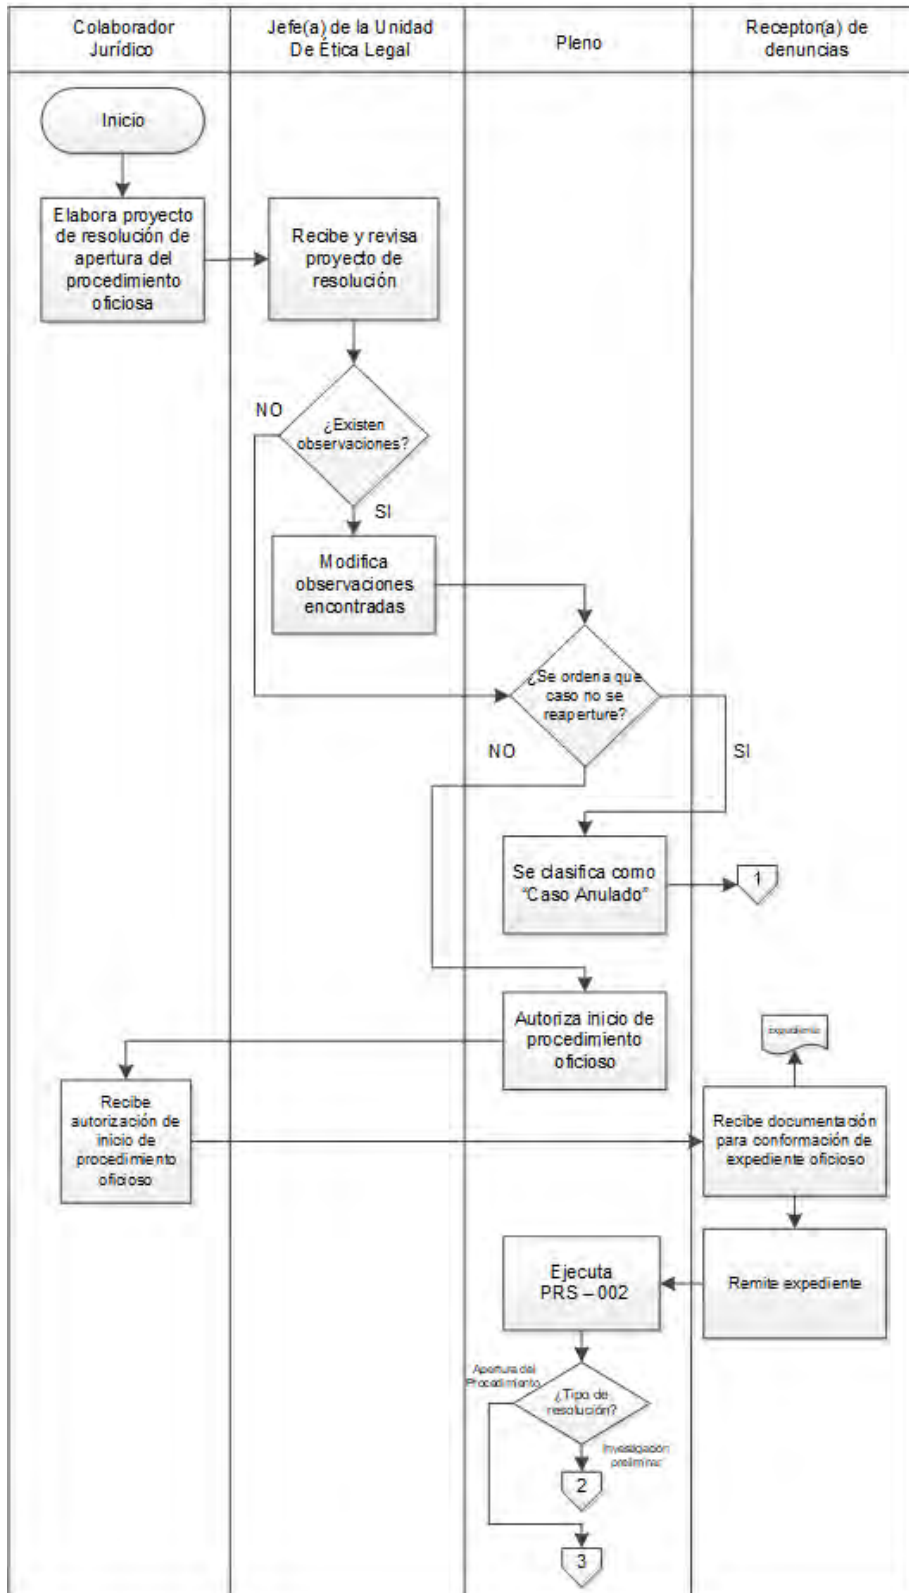 Colaborador
Jurídico
Jefe(a) de la Unidad
De Ética Legal
Pleno
Receptor(a) de
denuncias
Inicio
Elabora proyecto
de resolución de
apertura del
procedimiento
oficiosa
Recibe y revisa
proyecto de
resolución
NO
¿Existen
observaciones?
SI
Modifica
observaciones
encontradas
¿Se ordena que
caso no se
reaperture?
NO
SI
Se clasifica como
"Caso Anulado"
1
Autoriza inicio de
procedimiento
oficioso
Expediente
Recibe
autorización de
inicio de
procedimiento
oficioso
Recibe documentación
para conformación de
expediente oficioso
Ejecuta
PRS – 002
Remite expediente
Apertura del
Procedimiento
¿Tipo de
resolución?
Investigación
preliminar
2
3